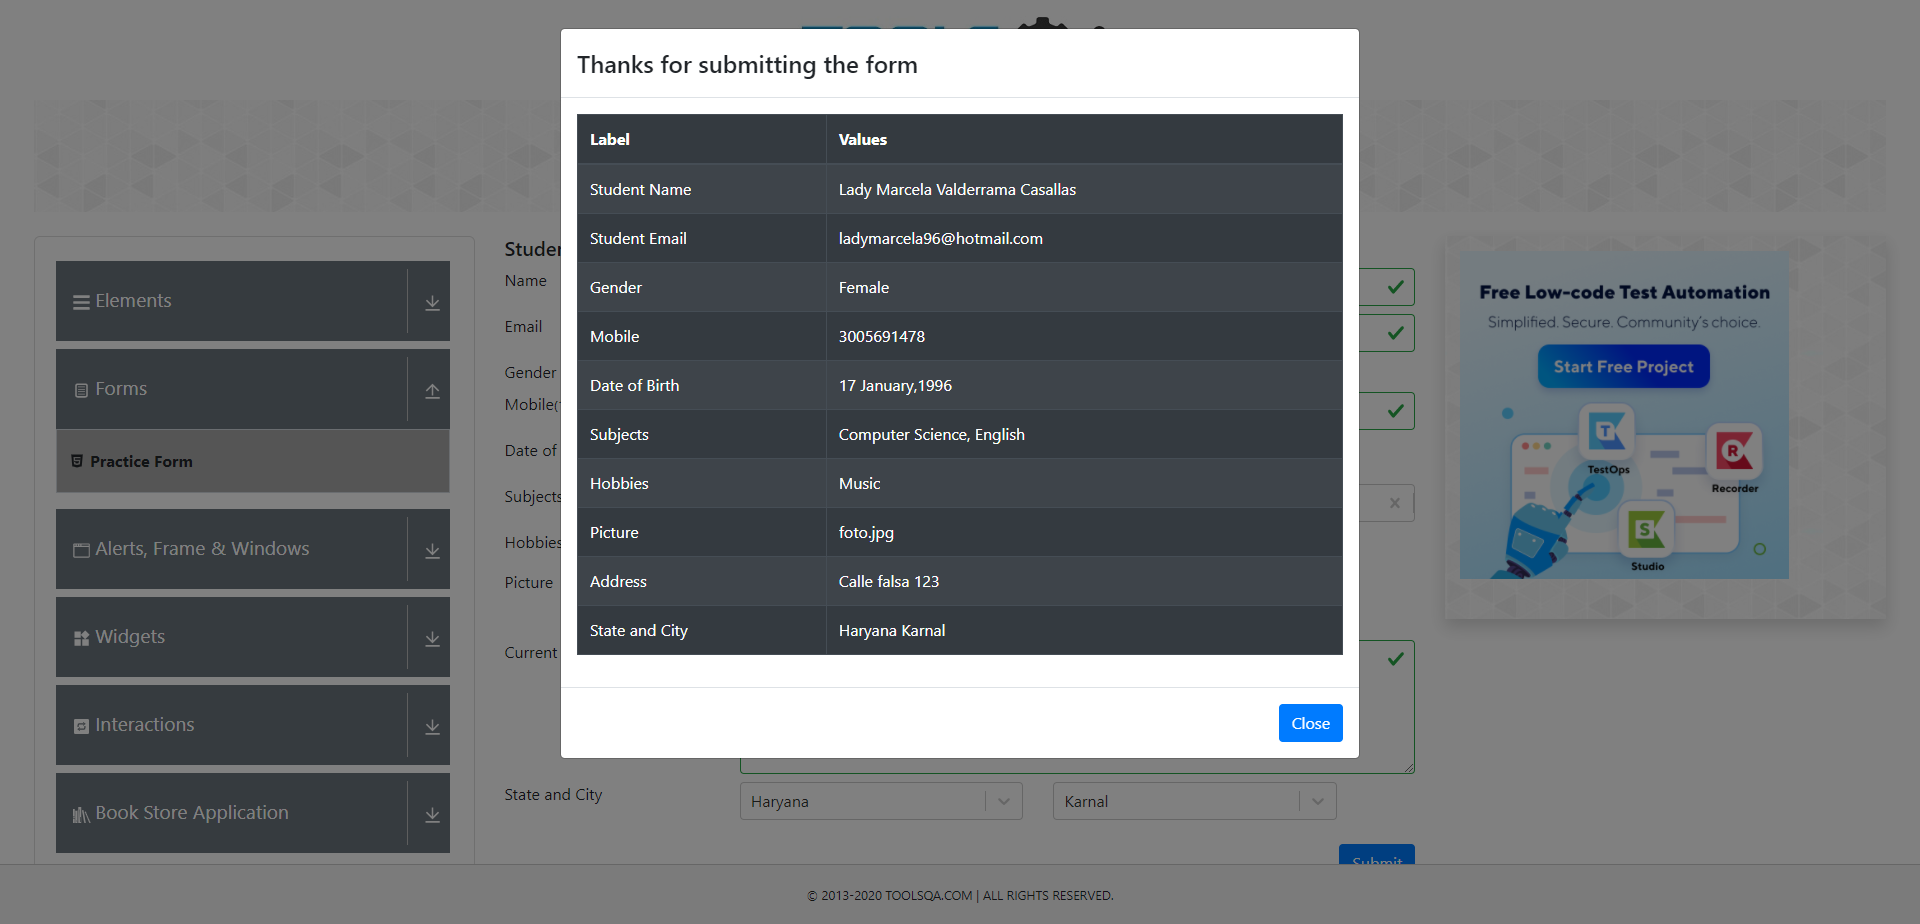 Thanks for submitting the form
Label Values
Student Name Lady Marcela Valderrama Casallas
Student Email ladymarcela96@hotmail.com
Gender Female
Mobile 3005691478
Date of Birth 17 January,1996
Subjects Computer Science, English
Hobbies Music
Picture foto.jpg
Address Calle falsa 123
State and City Haryana Karnal
Close
Elements
Forms
Practice Form
Alerts, Frame & Windows
Widgets
Interactions
Book Store Application
Name
Email
Gender
Mobile
Date of
Subjects
Hobbies
Picture
Current
State and City
Haryana
Karnal
Submit
Free Low-code Test Automation
Simplified. Secure. Community's choice.
Start Free Project
TestOps
Recorder
Studio
© 2013-2020 TOOLSQA.COM | ALL RIGHTS RESERVED.